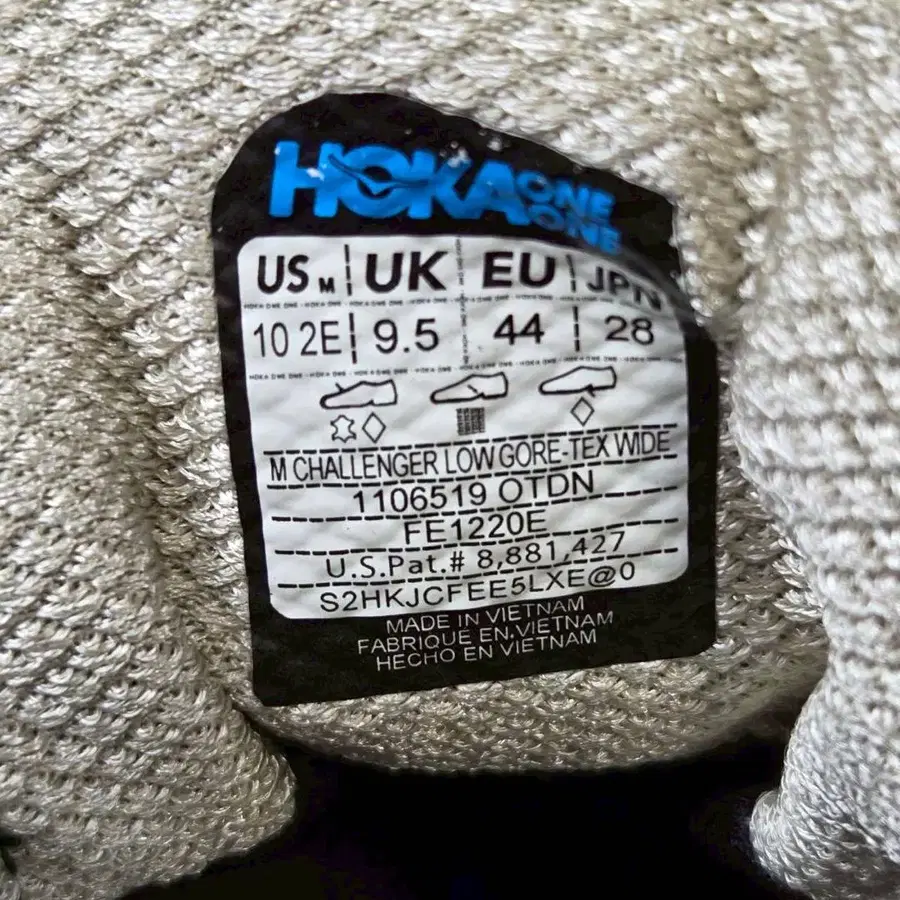 HOKA ONE ONE
US M UK EU JPN
10 2E 9.5 44 28
M CHALLENGER LOW GORE-TEX WIDE
1106519 OTDN
FE1220E
U.S.Pat.# 8,881,427
S2HKJCFEE5LXE@0
MADE IN VIETNAM
FABRIQUE EN VIETNAM
HECHO EN VIETNAM